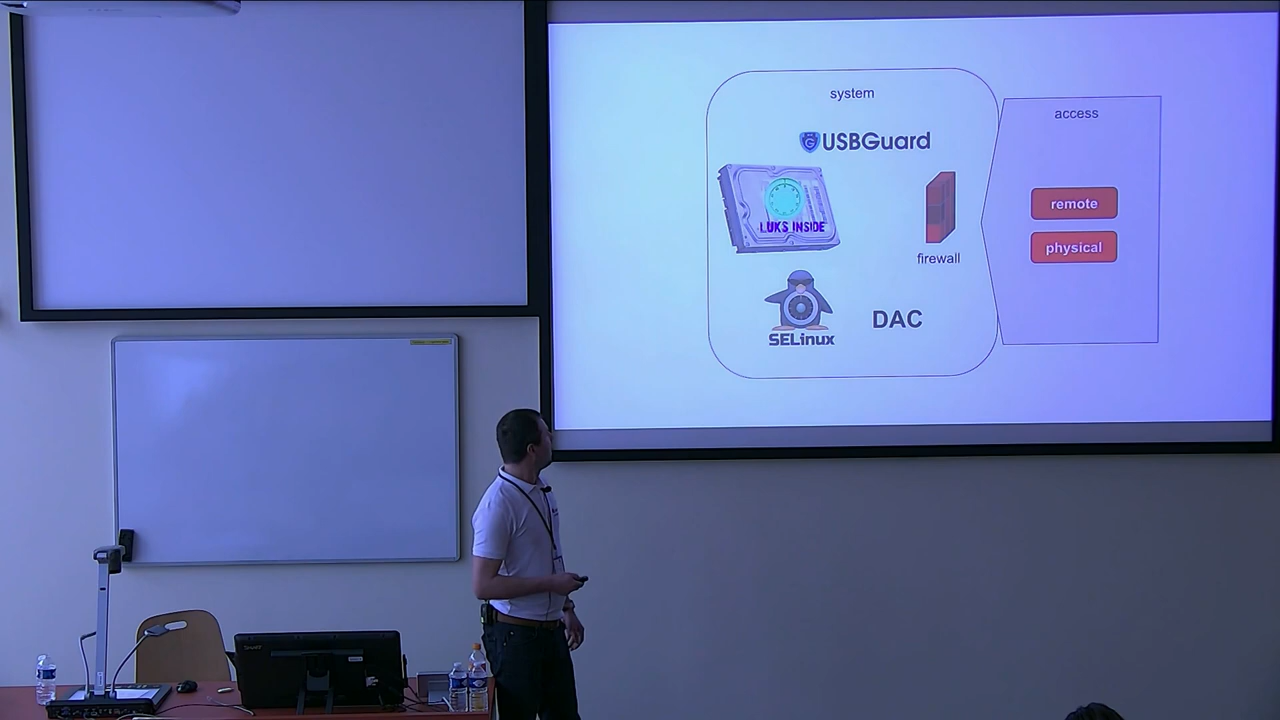 system
USBGuard
LUKS INSIDE
firewall
SELinux
DAC
access
remote
physical